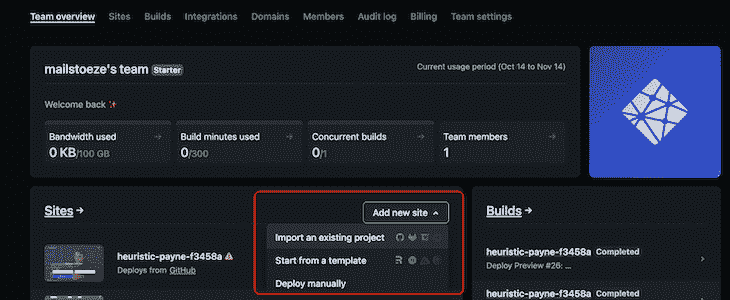 Team overview Sites Builds Integrations Domains Members Audit log Billing Team settings
mailstoeze's team Starter
Current usage period (Oct 14 to Nov 14)
Welcome back ✨
Bandwidth used →
0 KB/100 GB
Build minutes used →
0/300
Concurrent builds →
0/1
Team members →
1
Sites →
Add new site
Import an existing project
Start from a template
Deploy manually
heuristic-payne-f3458a
Deploys from GitHub
Builds →
heuristic-payne-f3458a Completed
Deploy Preview #26: ...
heuristic-payne-f3458a Completed